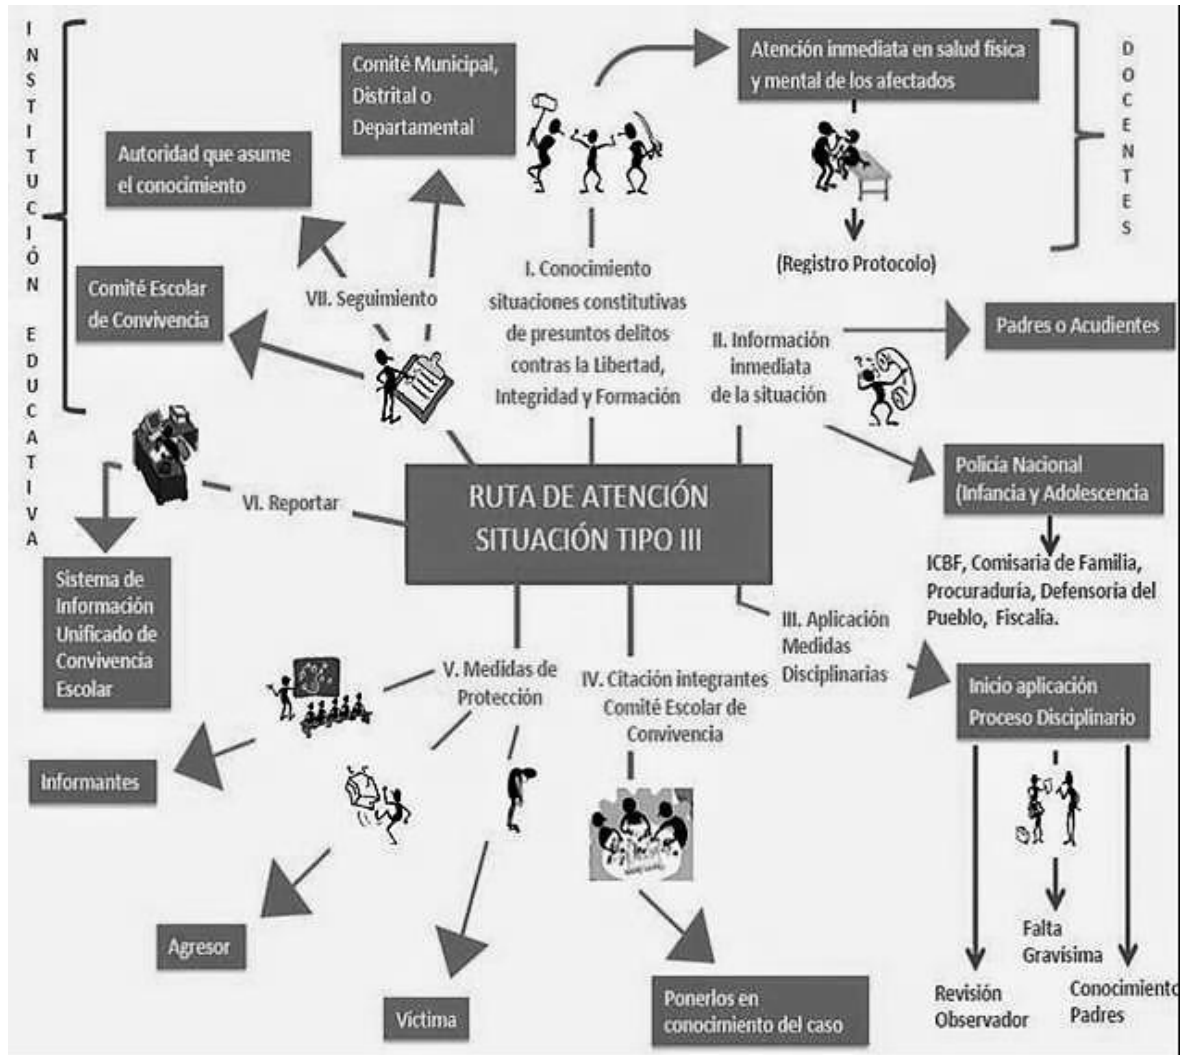 INSTITUCIÓN EDUCATIVA
DOCENTES
Comité Municipal,
Distrital o
Departamental
Atención inmediata en salud física
y mental de los afectados
Autoridad que asume
el conocimiento
(Registro Protocolo)
I. Conocimiento
situaciones constitutivas
de presuntos delitos
contras la Libertad,
Integridad y Formación
VII. Seguimiento
Comité Escolar
de Convivencia
II. Información
inmediata
de la situación
Padres o Acudientes
Policía Nacional
(Infancia y Adolescencia
ICBF, Comisaria de Familia,
Procuraduría, Defensoría del
Pueblo, Fiscalía.
VI. Reportar
RUTA DE ATENCIÓN
SITUACIÓN TIPO III
Sistema de
Información
Unificado de
Convivencia
Escolar
III. Aplicación
Medidas
Disciplinarias
V. Medidas de
Protección
IV. Citación integrantes
Comité Escolar de
Convivencia
Inicio aplicación
Proceso Disciplinario
Informantes
Agresor
Víctima
Ponerlos en
conocimiento del caso
Falta
Gravísima
Revisión
Observador
Conocimiento
Padres